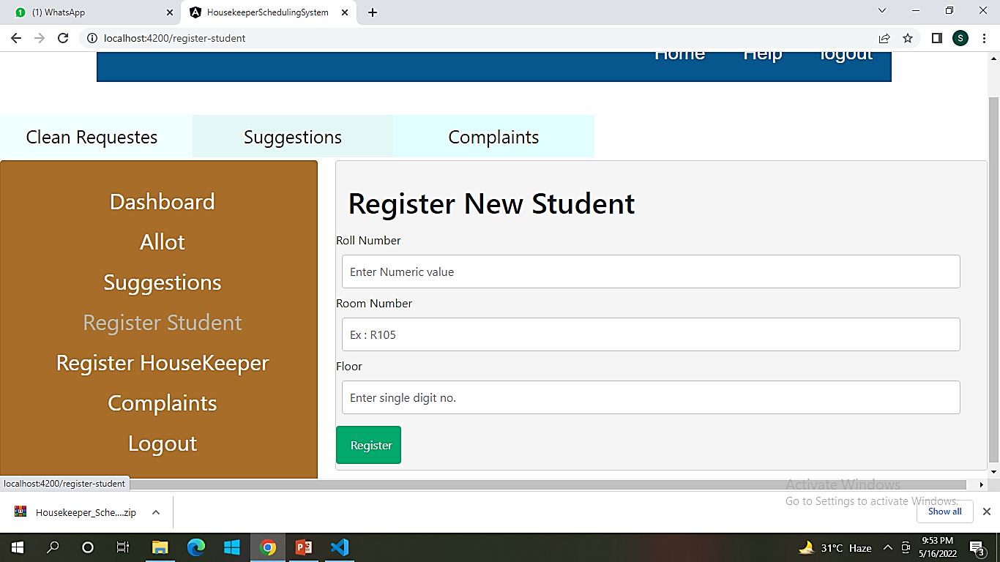 (1) WhatsApp
HousekeeperSchedulingSystem
localhost:4200/register-student
S
Home Help logout
Clean Requestes Suggestions Complaints
Dashboard
Allot
Suggestions
Register Student
Register HouseKeeper
Complaints
Logout
Register New Student
Roll Number
Enter Numeric value
Room Number
Ex : R105
Floor
Enter single digit no.
Register
localhost:4200/register-student
Activate Windows
Go to Settings to activate Windows.
Housekeeper_Sche....zip
Show all
31°C Haze
9:53 PM
5/16/2022
3